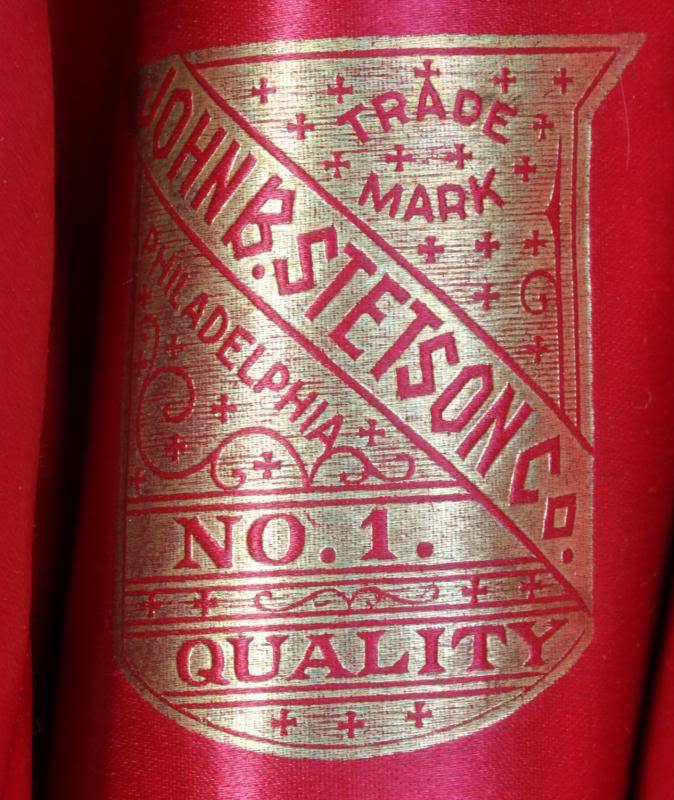 TRADE
MARK
JOHN B. STETSON Co.
PHILADELPHIA
NO. 1.
QUALITY